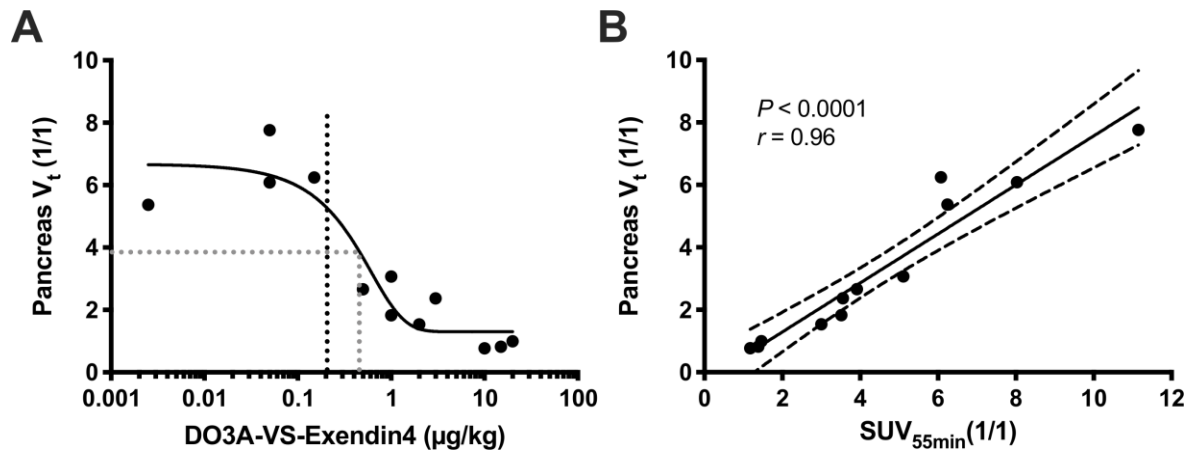 A
Pancreas Vt (1/1)
10
8
6
4
2
0
0.001 0.01 0.1 1 10 100
DO3A-VS-Exendin4 (µg/kg)
B
Pancreas Vt (1/1)
10
8
6
4
2
0
P < 0.0001
r = 0.96
0 2 4 6 8 10 12
SUV55min(1/1)